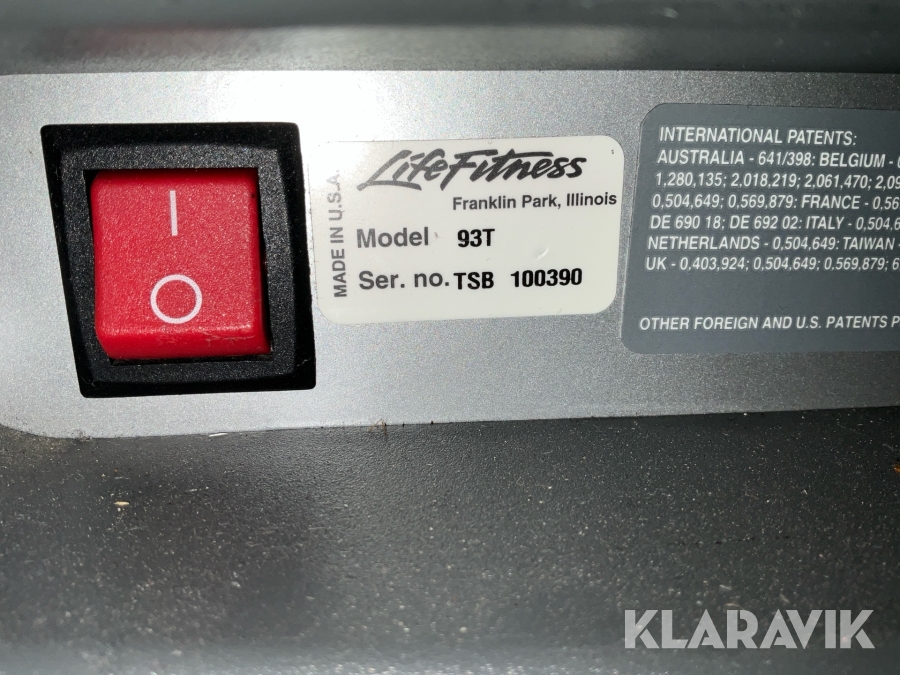 LifeFitness
Franklin Park, Illinois
MADE IN U.S.A.
Model 93T
Ser. no. TSB 100390
INTERNATIONAL PATENTS:
AUSTRALIA - 641/398: BELGIUM -
1,280,135; 2,018,219; 2,061,470;
0,504,649; 0,569,879: FRANCE -
DE 690 18; DE 692 02: ITALY -
NETHERLANDS - 0,504,649: TAIWAN -
UK - 0,403,924; 0,504,649; 0,569,879;
OTHER FOREIGN AND U.S. PATENTS
| O
KLARAVIK